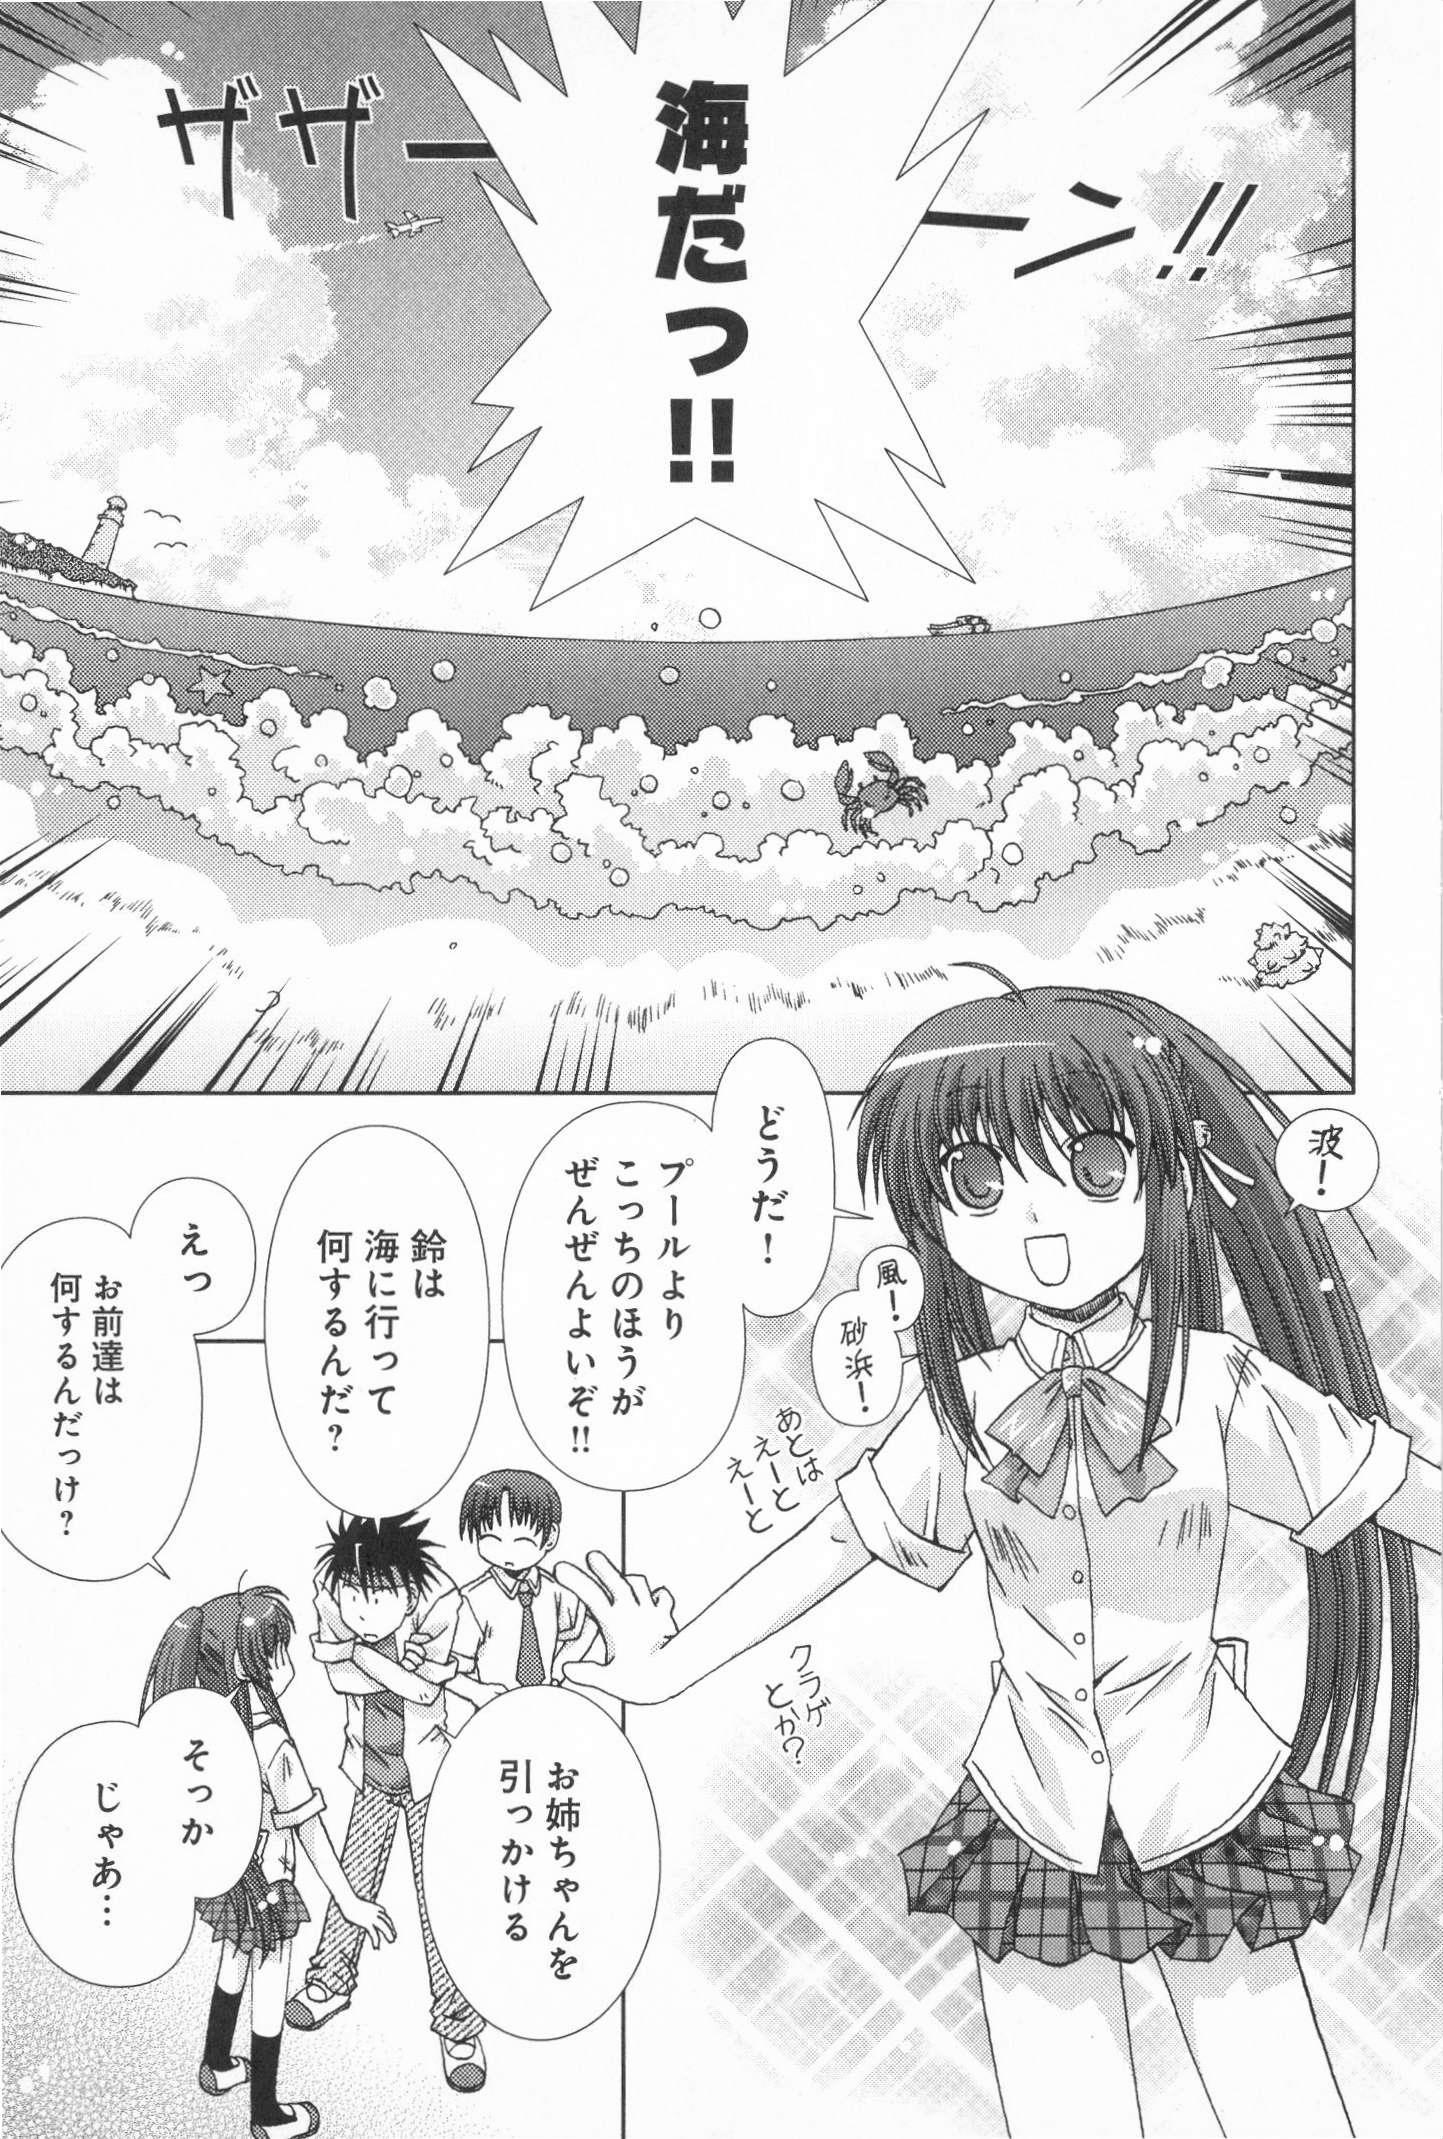 海だっ!!
ザザーーン!!
どうだ！
プールより
こっちのほうが
ぜんぜんよいぞ!!
波！
風！
砂浜！
あとは
えーと
えーと
クラゲ
とか？
鈴は
海に行って
何するんだ？
えっ
お前達は
何するんだっけ？
お姉ちゃんを
引っかける
そっか
じゃあ…